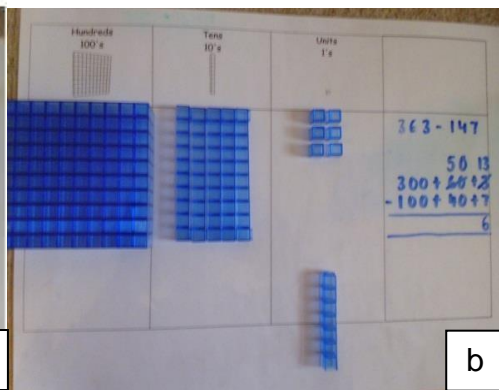 Hundreds
100's
Tens
10's
Units
1's
363 - 147
50 13
300 + 60 + 3
- 100 + 40 + 7
6
b